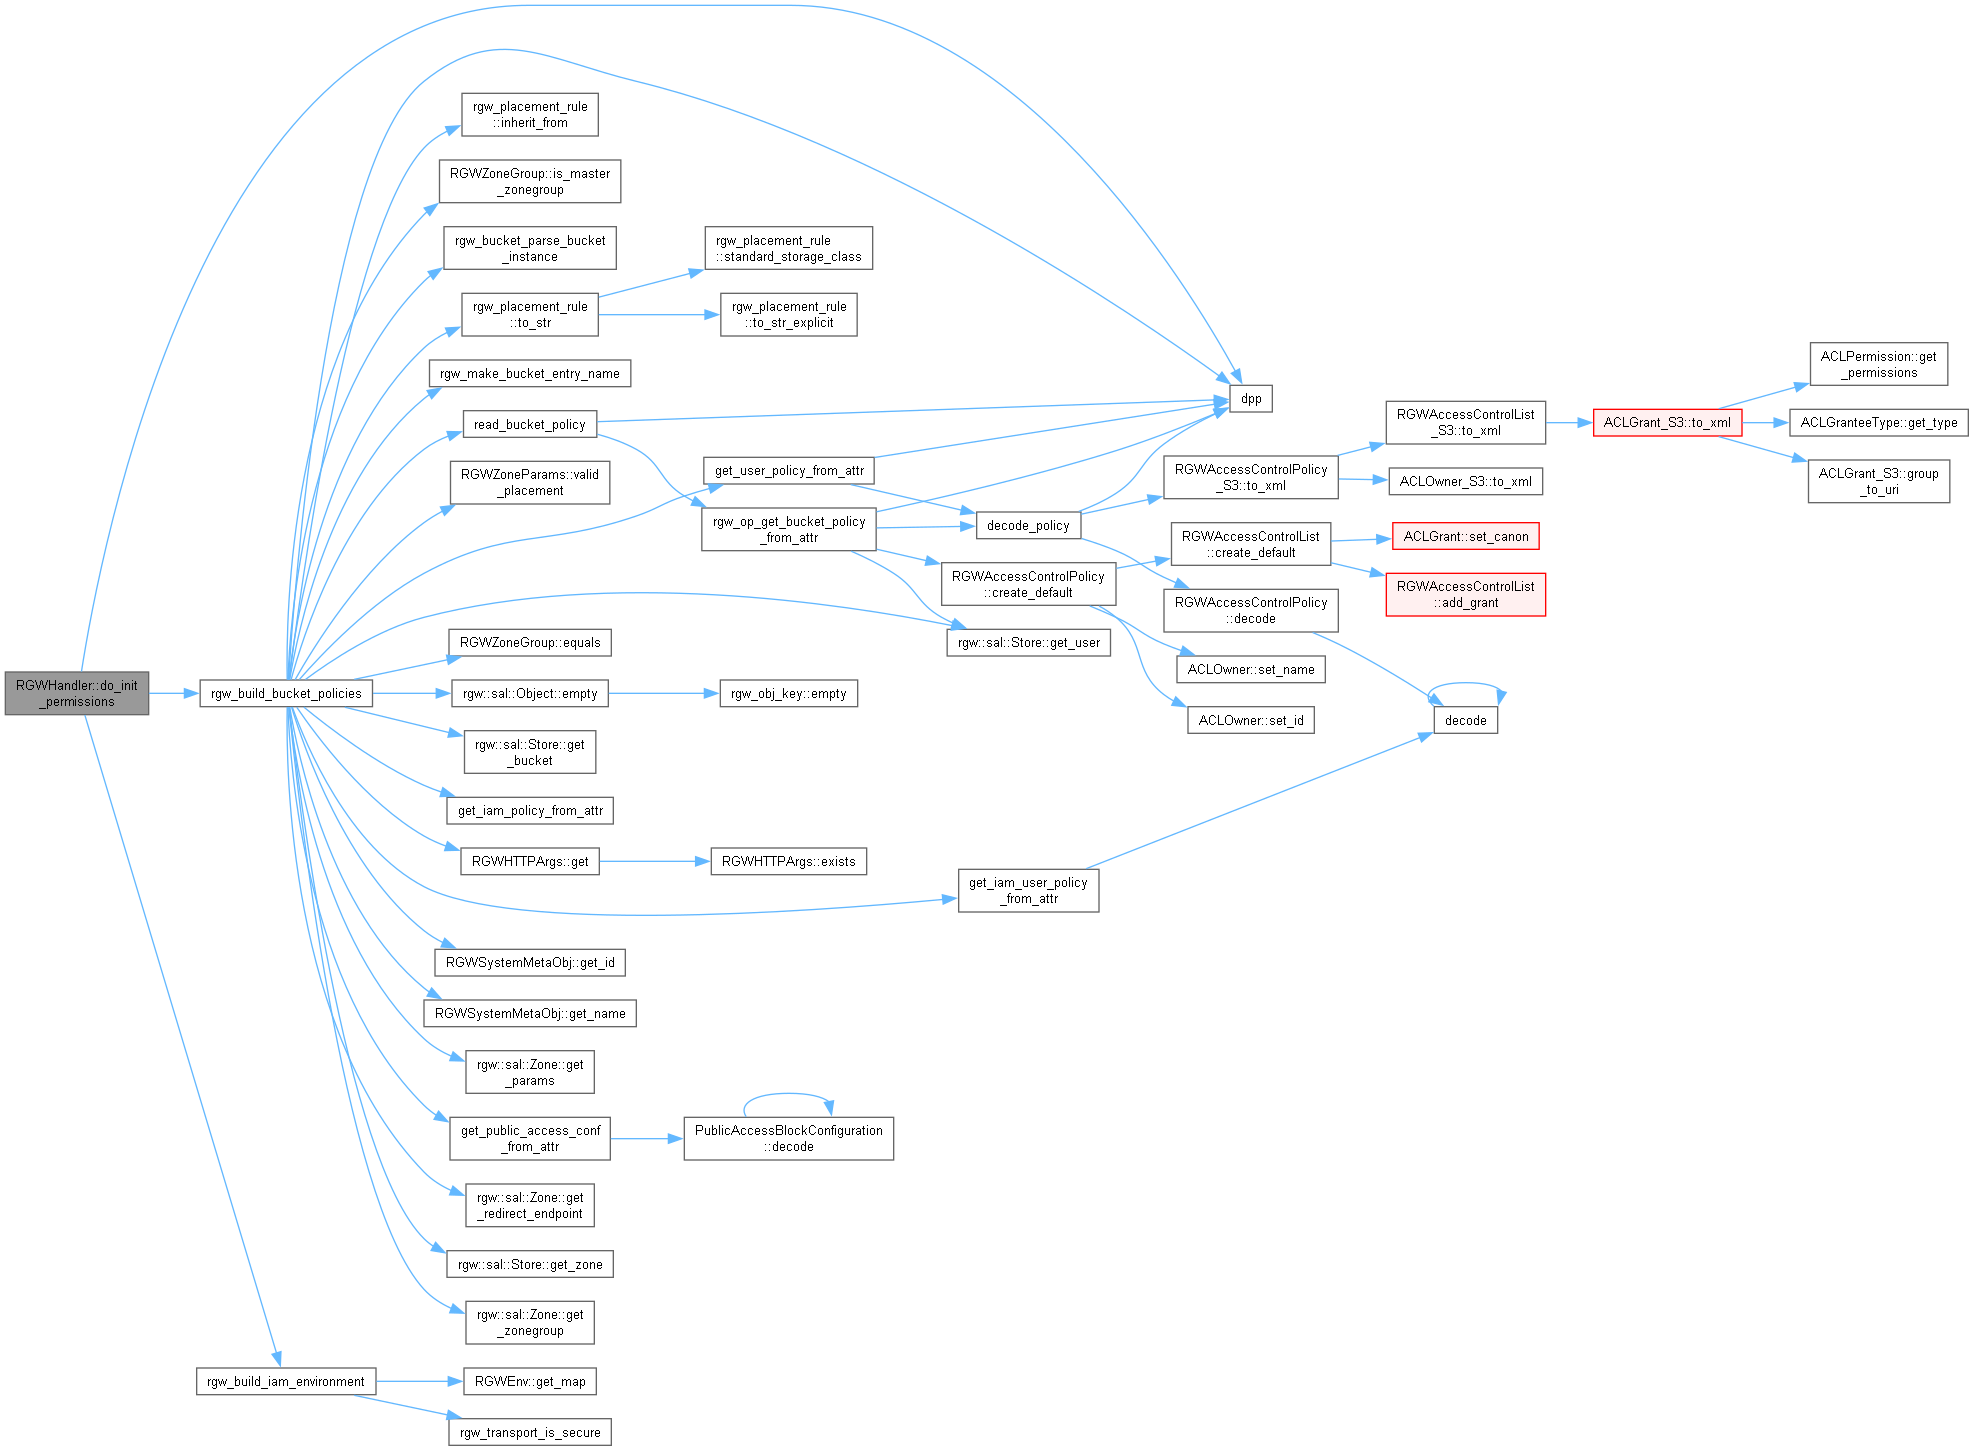 rgw_placement_rule
::inherit_from
RGWZoneGroup::is_master
_zonegroup
rgw_bucket_parse_bucket
_instance
rgw_placement_rule
::standard_storage_class
rgw_placement_rule
::to_str
rgw_placement_rule
::to_str_explicit
rgw_make_bucket_entry_name
ACLPermission::get
_permissions
dpp
read_bucket_policy
RGWAccessControlList
_S3::to_xml
ACLGrant_S3::to_xml
ACLGranteeType::get_type
RGWZoneParams::valid
_placement
get_user_policy_from_attr
RGWAccessControlPolicy
_S3::to_xml
ACLOwner_S3::to_xml
ACLGrant_S3::group
_to_uri
rgw_op_get_bucket_policy
_from_attr
decode_policy
RGWAccessControlList
::create_default
ACLGrant::set_canon
RGWAccessControlPolicy
::create_default
RGWAccessControlPolicy
::decode
RGWAccessControlList
::add_grant
RGWZoneGroup::equals
rgw::sal::Store::get_user
ACLOwner::set_name
RGWHandler::do_init
_permissions
rgw_build_bucket_policies
rgw::sal::Object::empty
rgw_obj_key::empty
ACLOwner::set_id
decode
rgw::sal::Store::get
_bucket
get_iam_policy_from_attr
RGWHTTPArgs::get
RGWHTTPArgs::exists
get_iam_user_policy
_from_attr
RGWSystemMetaObj::get_id
RGWSystemMetaObj::get_name
rgw::sal::Zone::get
_params
get_public_access_conf
_from_attr
PublicAccessBlockConfiguration
::decode
rgw::sal::Zone::get
_redirect_endpoint
rgw::sal::Store::get_zone
rgw::sal::Zone::get
_zonegroup
rgw_build_iam_environment
RGWEnv::get_map
rgw_transport_is_secure